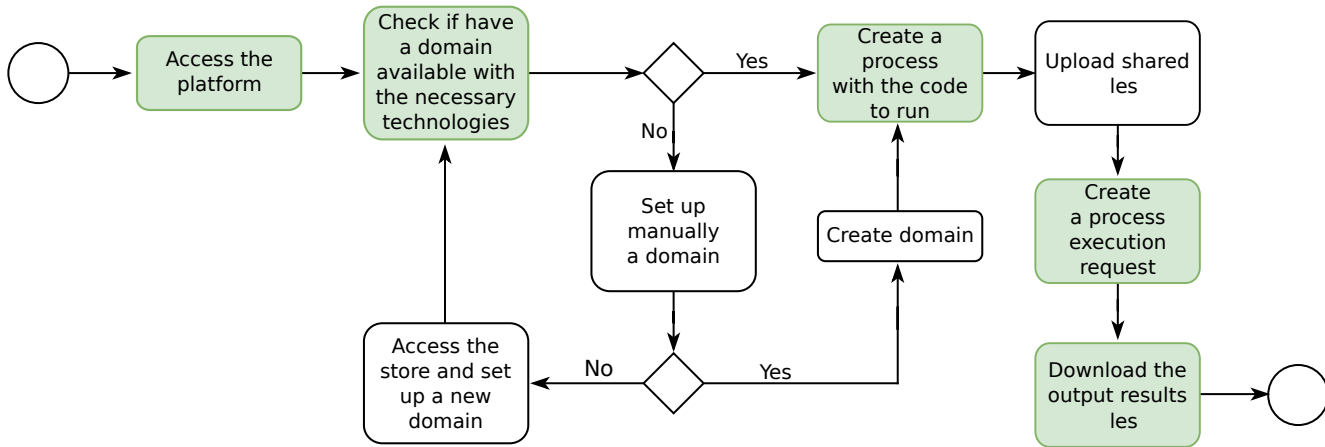 Access the
platform
Check if have
a domain
available with
the necessary
technologies
Yes
No
Create a
process
with the code
to run
Upload shared
les
Set up
manually
a domain
Create domain
Create
a process
execution
request
Access the
store and set
up a new
domain
No
Yes
Download the
output results
les